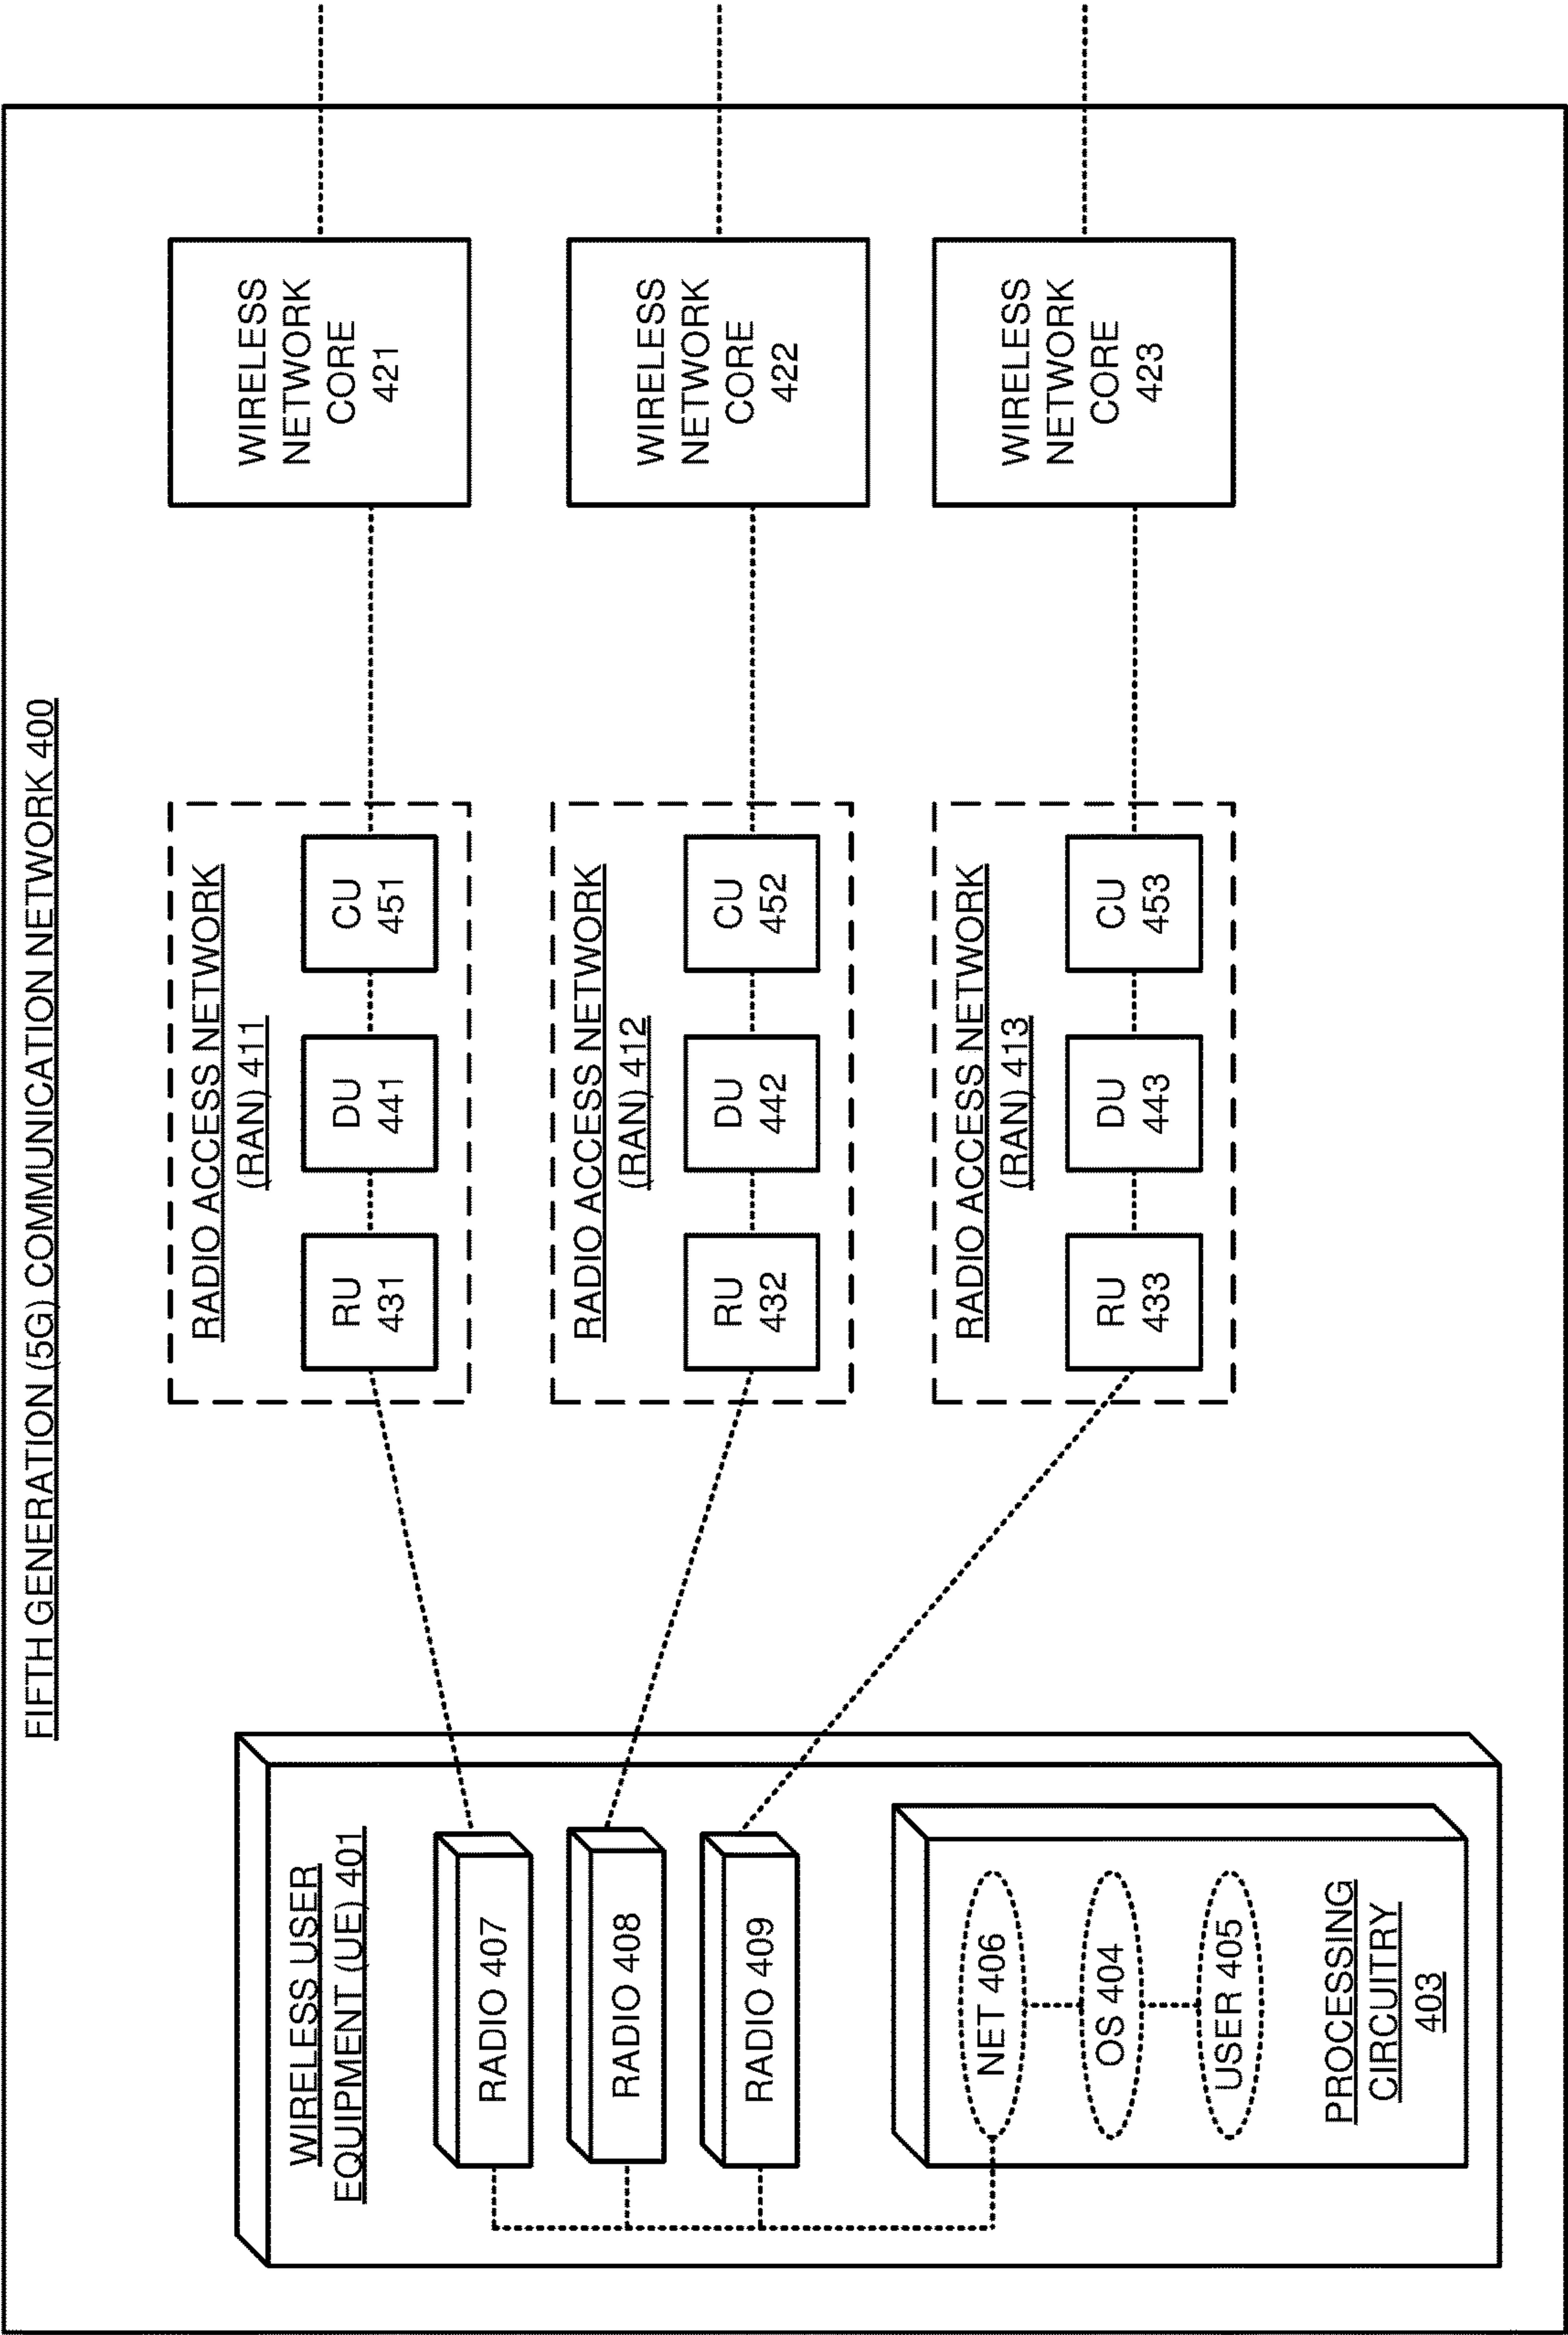 FIFTH GENERATION (5G) COMMUNICATION NETWORK 400
WIRELESS USER
EQUIPMENT (UE) 401
RADIO 407
RADIO 408
RADIO 409
NET 406
OS 404
USER 405
PROCESSING
CIRCUITRY
403
RADIO ACCESS NETWORK
(RAN) 411
RU
431
DU
441
CU
451
RADIO ACCESS NETWORK
(RAN) 412
RU
432
DU
442
CU
452
RADIO ACCESS NETWORK
(RAN) 413
RU
433
DU
443
CU
453
WIRELESS
NETWORK
CORE
421
WIRELESS
NETWORK
CORE
422
WIRELESS
NETWORK
CORE
423